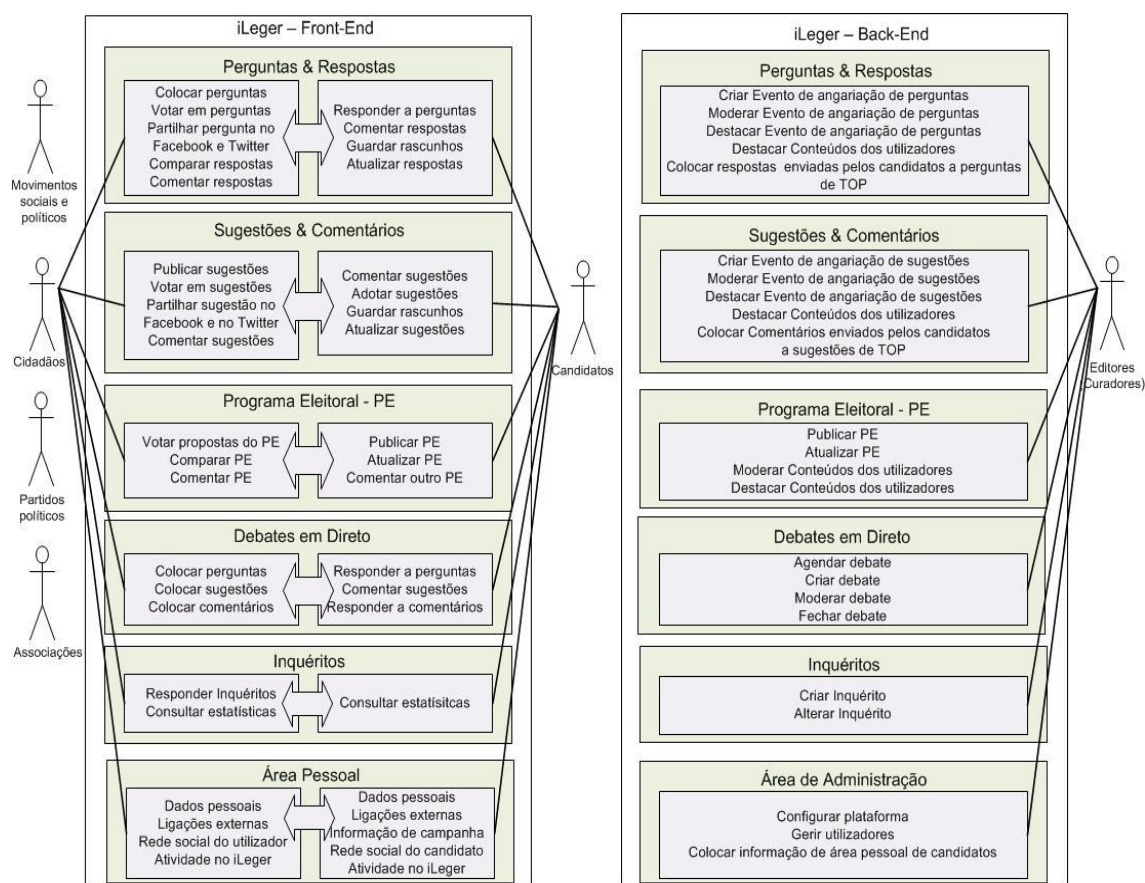 iLeger – Front-End
Perguntas & Respostas
Colocar perguntas
Votar em perguntas
Partilhar pergunta no
Facebook e Twitter
Comparar respostas
Comentar respostas
Responder a perguntas
Comentar respostas
Guardar rascunhos
Atualizar respostas
Sugestões & Comentários
Publicar sugestões
Votar em sugestões
Partilhar sugestão no
Facebook e no Twitter
Comentar sugestões
Comentar sugestões
Adotar sugestões
Guardar rascunhos
Atualizar sugestões
Programa Eleitoral - PE
Votar propostas do PE
Comparar PE
Comentar PE
Publicar PE
Atualizar PE
Comentar outro PE
Debates em Direto
Colocar perguntas
Colocar sugestões
Colocar comentários
Responder a perguntas
Comentar sugestões
Responder a comentários
Inquéritos
Responder Inquéritos
Consultar estatísticas
Consultar estatísitcas
Área Pessoal
Dados pessoais
Ligações externas
Rede social do utilizador
Atividade no iLeger
Dados pessoais
Ligações externas
Informação de campanha
Rede social do candidato
Atividade no iLeger
Movimentos
sociais e
políticos
Cidadãos
Partidos
políticos
Associações
Candidatos
iLeger – Back-End
Perguntas & Respostas
Criar Evento de angariação de perguntas
Moderar Evento de angariação de perguntas
Destacar Evento de angariação de perguntas
Destacar Conteúdos dos utilizadores
Colocar respostas enviadas pelos candidatos a perguntas
de TOP
Sugestões & Comentários
Criar Evento de angariação de sugestões
Moderar Evento de angariação de sugestões
Destacar Evento de angariação de sugestões
Destacar Conteúdos dos utilizadores
Colocar Comentários enviados pelos candidatos
a sugestões de TOP
Programa Eleitoral - PE
Publicar PE
Atualizar PE
Moderar Conteúdos dos utilizadores
Destacar Conteúdos dos utilizadores
Debates em Direto
Agendar debate
Criar debate
Moderar debate
Fechar debate
Inquéritos
Criar Inquérito
Alterar Inquérito
Área de Administração
Configurar plataforma
Gerir utilizadores
Colocar informação de área pessoal de candidatos
Editores
(Curadores)